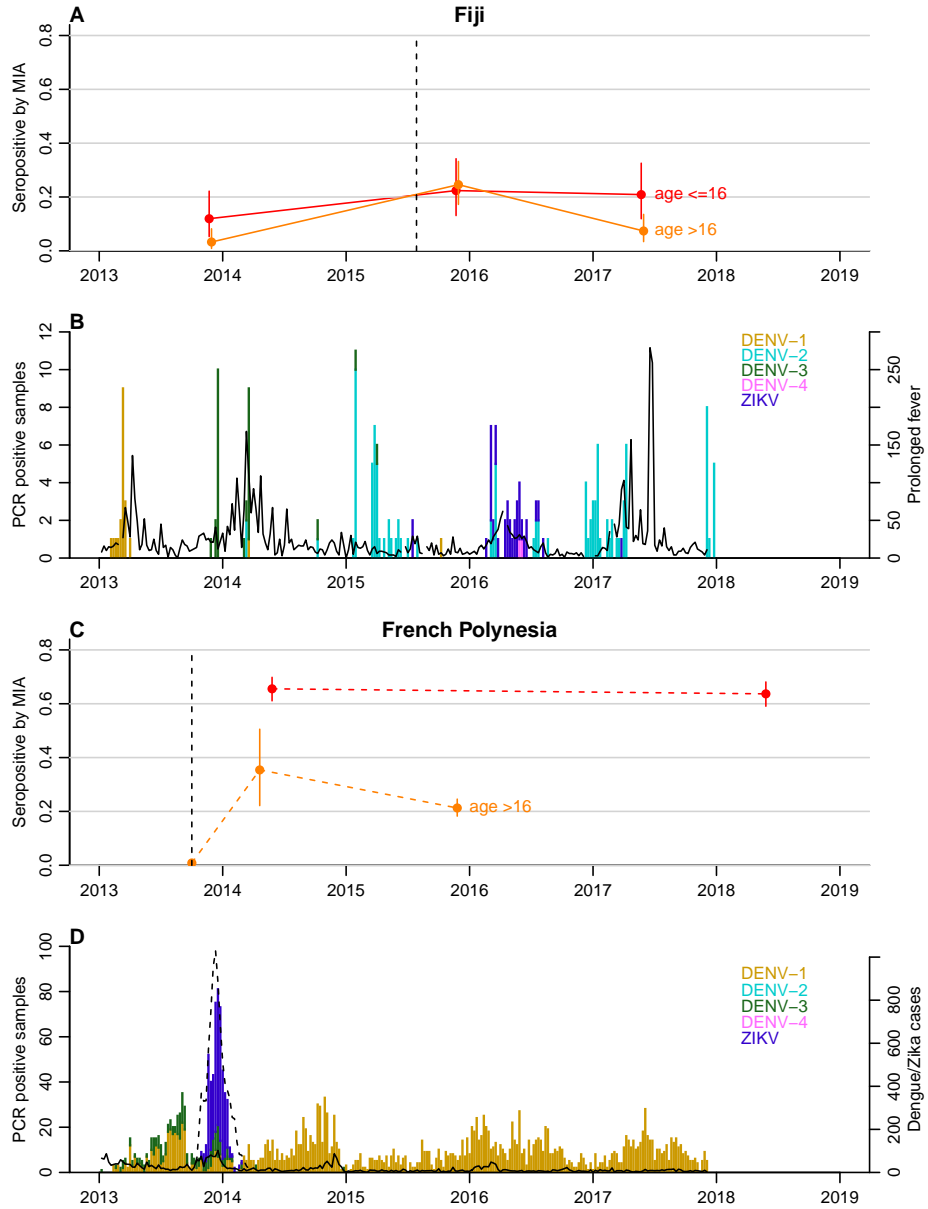 A
Fiji
Seropositive by MIA
0.0 0.2 0.4 0.6 0.8
age <=16
age >16
2013 2014 2015 2016 2017 2018 2019
B
PCR positive samples
0 2 4 6 8 10 12
DENV−1
DENV−2
DENV−3
DENV−4
ZIKV
0 50 150 250
Prolonged fever
2013 2014 2015 2016 2017 2018 2019
C
French Polynesia
Seropositive by MIA
0.0 0.2 0.4 0.6 0.8
age >16
2013 2014 2015 2016 2017 2018 2019
D
PCR positive samples
0 20 40 60 80 100
DENV−1
DENV−2
DENV−3
DENV−4
ZIKV
0 200 400 600 800
Dengue/Zika cases
2013 2014 2015 2016 2017 2018 2019